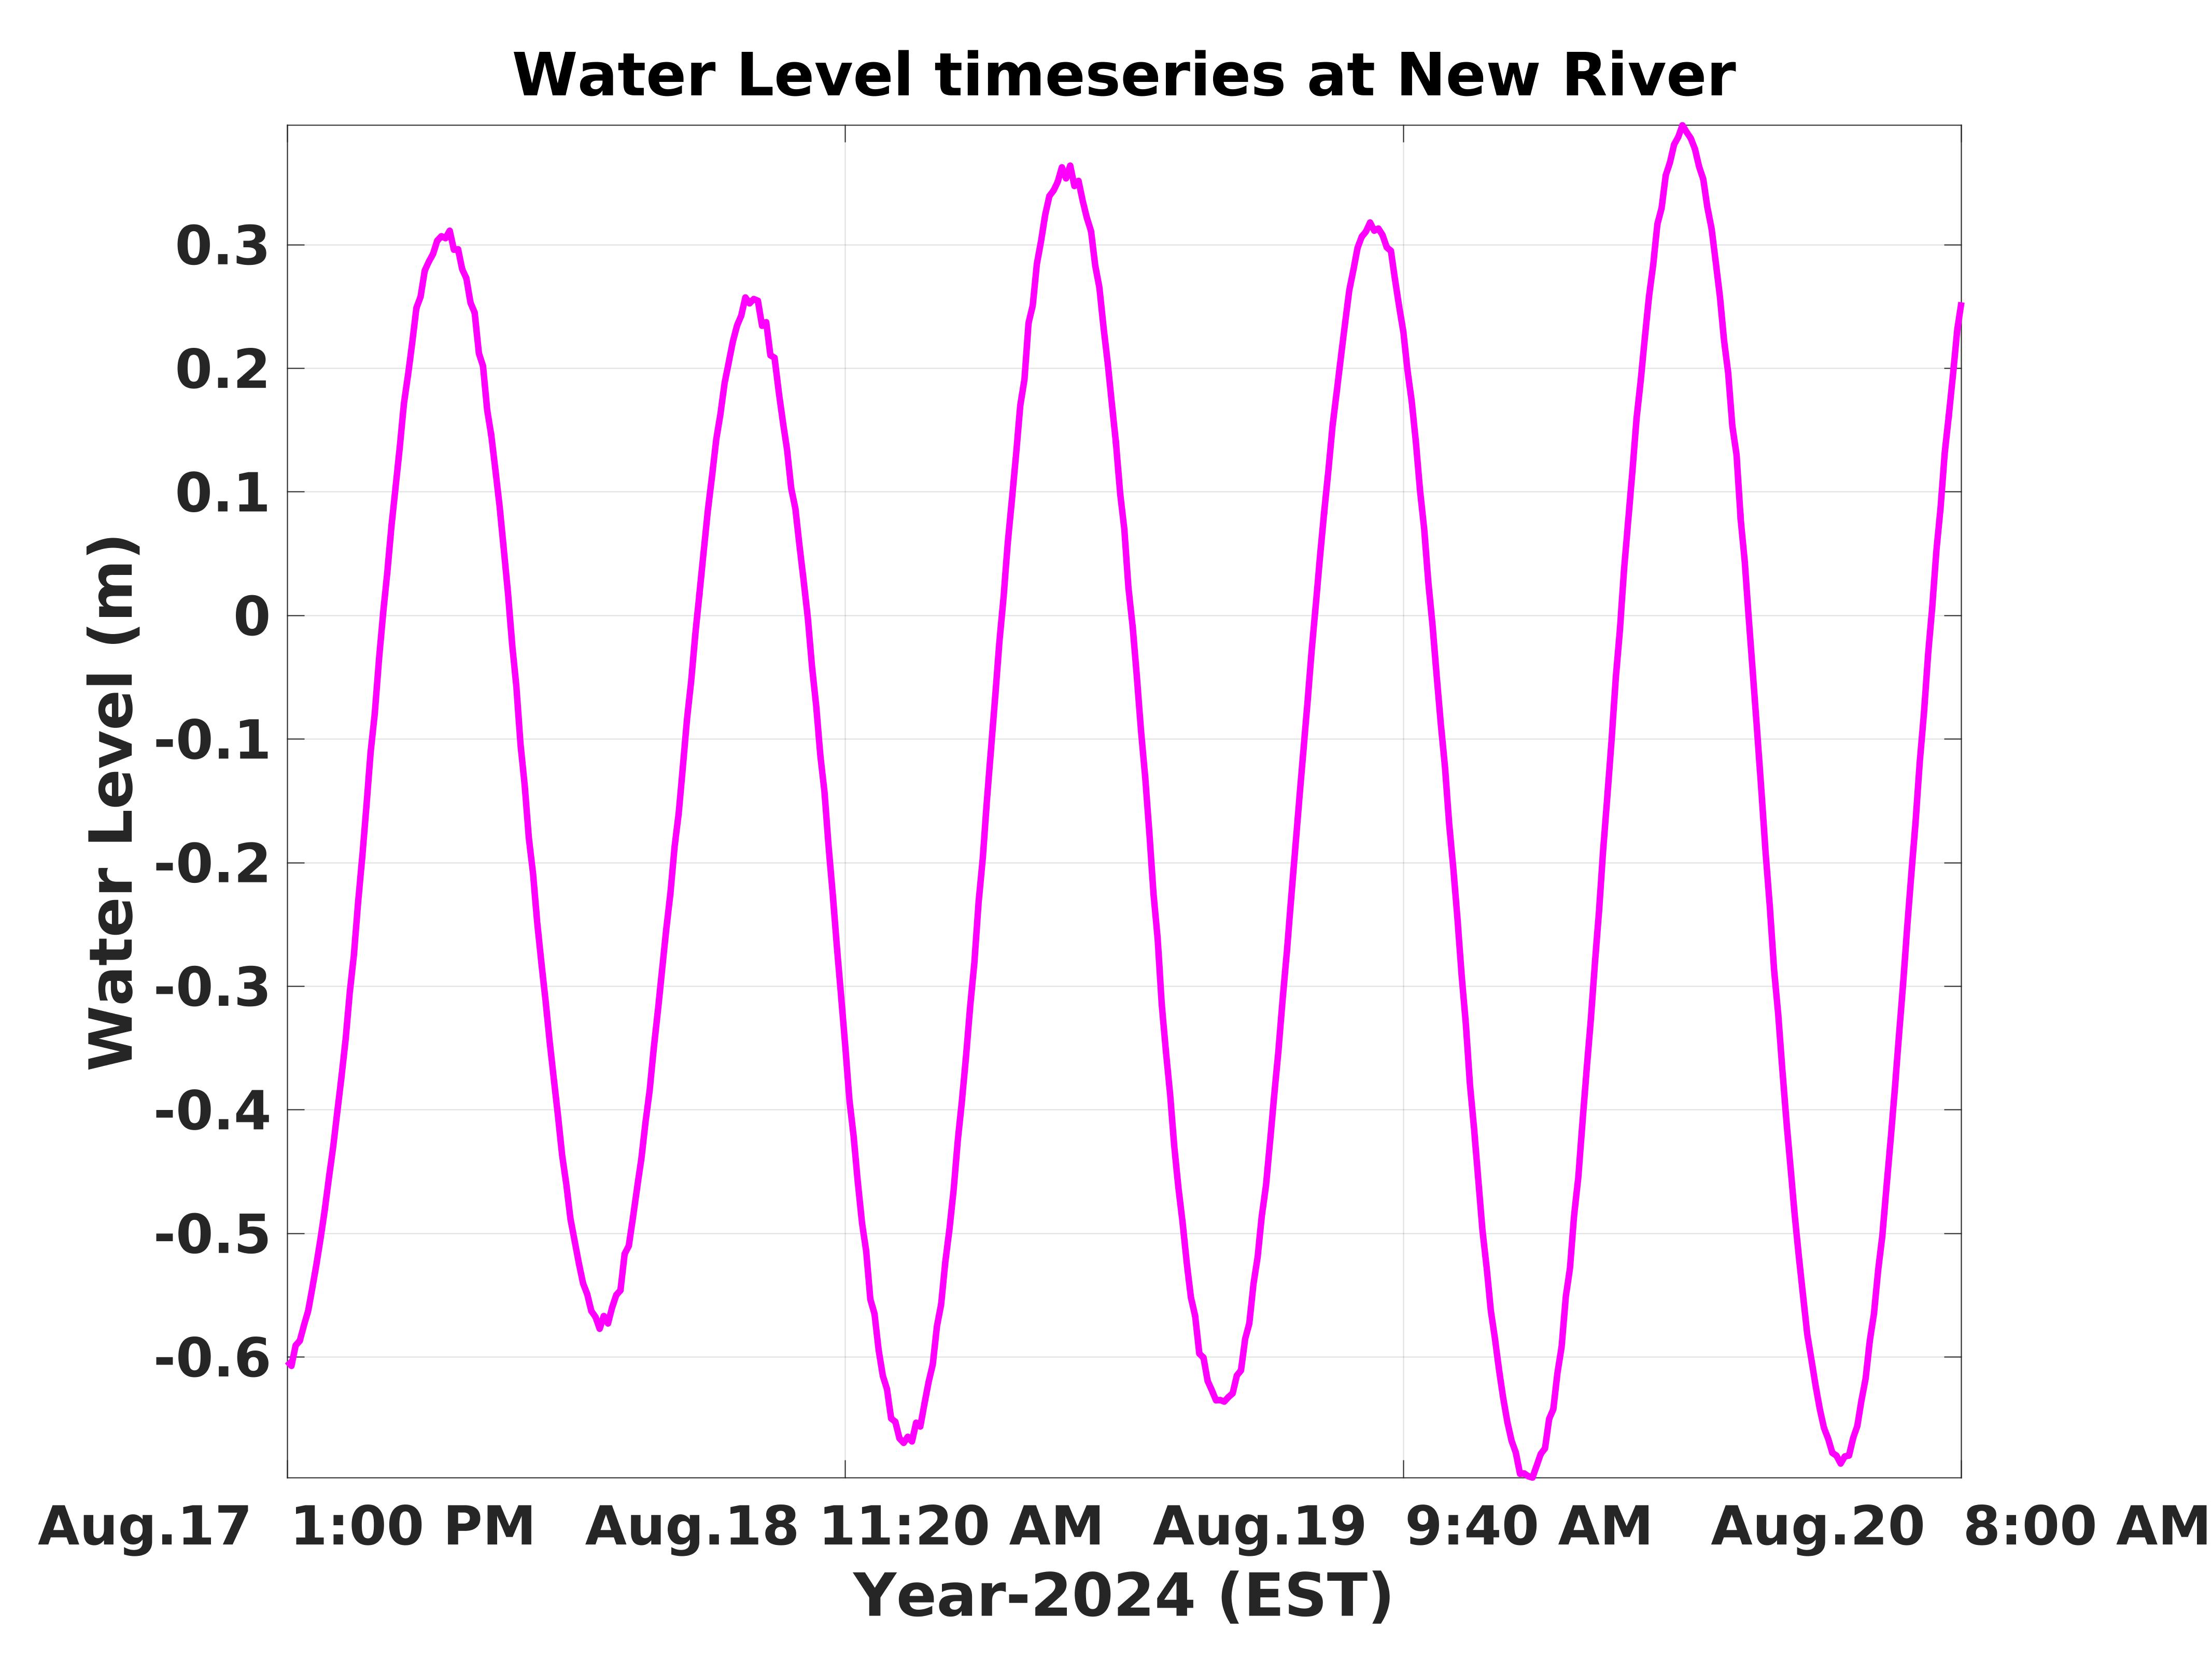 Water Level timeseries at New River
0.3
0.2
0.1
0
-0.1
-0.2
-0.3
-0.4
-0.5
-0.6
Water Level (m)
Aug.17  1:00 PM
Aug.18 11:20 AM
Aug.19  9:40 AM
Aug.20  8:00 AM
Year-2024 (EST)